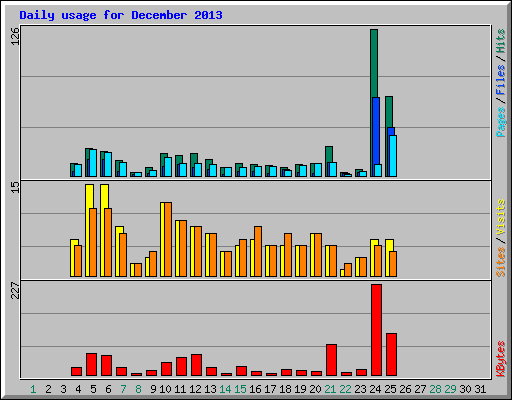 Daily usage for December 2013
126
Pages / Files / Hits
15
Sites / Visits
227
KBytes
1 2 3 4 5 6 7 8 9 10 11 12 13 14 15 16 17 18 19 20 21 22 23 24 25 26 27 28 29 30 31